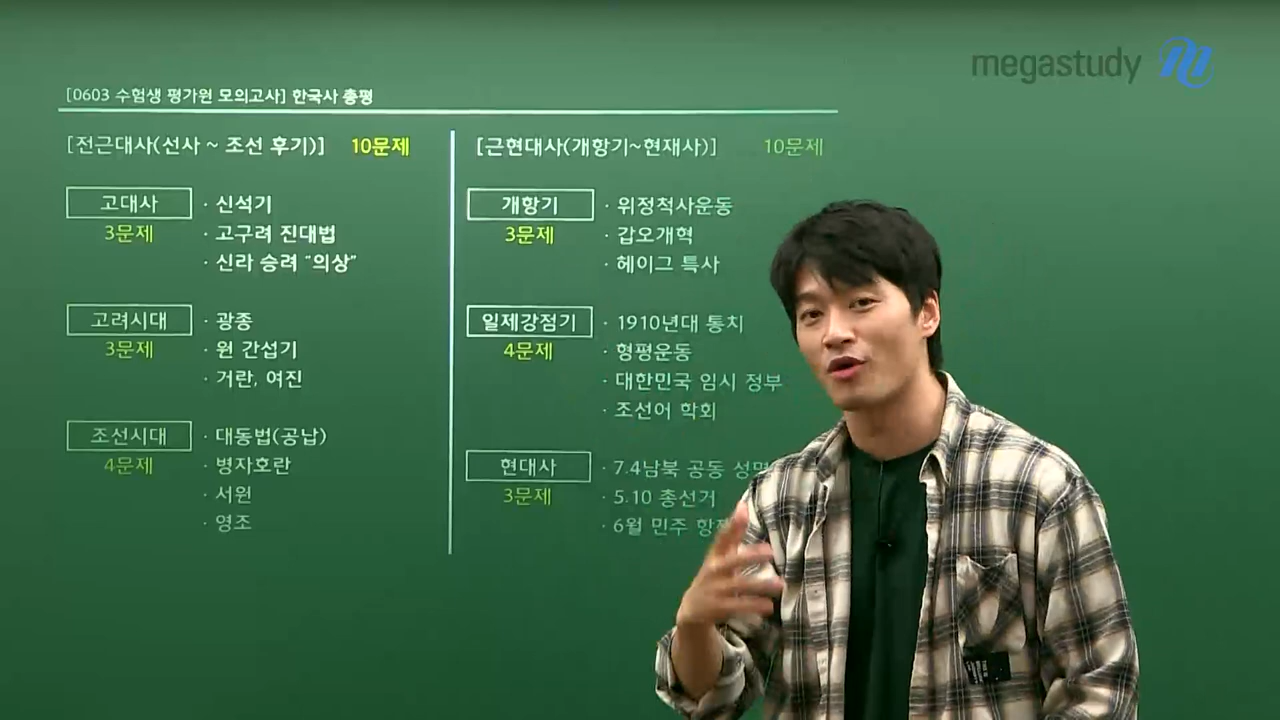 megastudy
[0603 수험생 평가원 모의고사] 한국사 총평
[전근대사(선사 ~ 조선 후기)] 10문제
고대사
3문제
· 신석기
· 고구려 진대법
· 신라 승려 “의상”
고려시대
3문제
· 광종
· 원 간섭기
· 거란, 여진
조선시대
4문제
· 대동법(공납)
· 병자호란
· 서원
· 영조
[근현대사(개항기~현재사)] 10문제
개항기
3문제
· 위정척사운동
· 갑오개혁
· 헤이그 특사
일제강점기
4문제
· 1910년대 통치
· 형평운동
· 대한민국 임시 정부
· 조선어 학회
현대사
3문제
· 7.4남북 공동 성명
· 5.10 총선거
· 6월 민주 항쟁